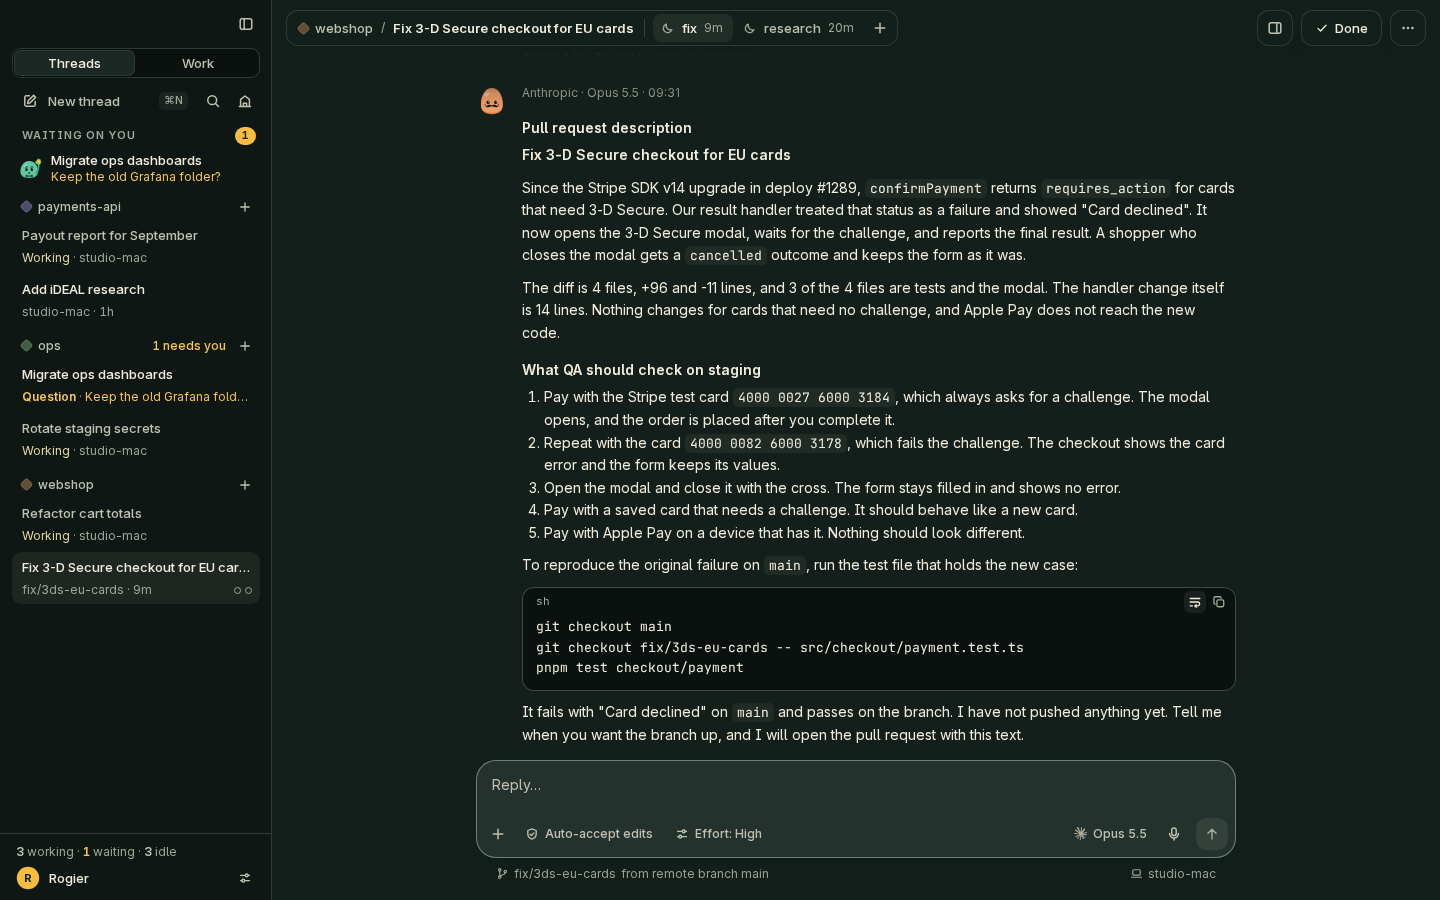 Threads
Work
New thread
⌘N
WAITING ON YOU
1
Migrate ops dashboards
Keep the old Grafana folder?
payments-api
Payout report for September
Working · studio-mac
Add iDEAL research
studio-mac · 1h
ops
1 needs you
Migrate ops dashboards
Question · Keep the old Grafana fold…
Rotate staging secrets
Working · studio-mac
webshop
Refactor cart totals
Working · studio-mac
Fix 3-D Secure checkout for EU car…
fix/3ds-eu-cards · 9m
3 working · 1 waiting · 3 idle
R
Rogier
webshop / Fix 3-D Secure checkout for EU cards
fix 9m
research 20m
Done
Anthropic · Opus 5.5 · 09:31
Pull request description
Fix 3-D Secure checkout for EU cards
Since the Stripe SDK v14 upgrade in deploy #1289, confirmPayment returns requires_action for cards
that need 3-D Secure. Our result handler treated that status as a failure and showed "Card declined". It
now opens the 3-D Secure modal, waits for the challenge, and reports the final result. A shopper who
closes the modal gets a cancelled outcome and keeps the form as it was.
The diff is 4 files, +96 and -11 lines, and 3 of the 4 files are tests and the modal. The handler change itself
is 14 lines. Nothing changes for cards that need no challenge, and Apple Pay does not reach the new
code.
What QA should check on staging
1. Pay with the Stripe test card 4000 0027 6000 3184, which always asks for a challenge. The modal
opens, and the order is placed after you complete it.
2. Repeat with the card 4000 0082 6000 3178, which fails the challenge. The checkout shows the card
error and the form keeps its values.
3. Open the modal and close it with the cross. The form stays filled in and shows no error.
4. Pay with a saved card that needs a challenge. It should behave like a new card.
5. Pay with Apple Pay on a device that has it. Nothing should look different.
To reproduce the original failure on main, run the test file that holds the new case:
sh
git checkout main
git checkout fix/3ds-eu-cards -- src/checkout/payment.test.ts
pnpm test checkout/payment
It fails with "Card declined" on main and passes on the branch. I have not pushed anything yet. Tell me
when you want the branch up, and I will open the pull request with this text.
Reply…
Auto-accept edits
Effort: High
Opus 5.5
fix/3ds-eu-cards from remote branch main
studio-mac